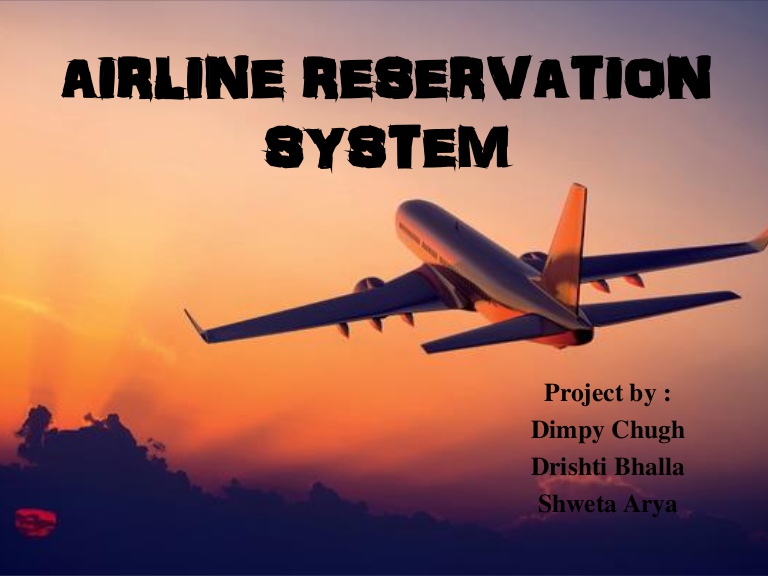 AIRLINE RESERVATION
SYSTEM
Project by :
Dimpy Chugh
Drishti Bhalla
Shweta Arya